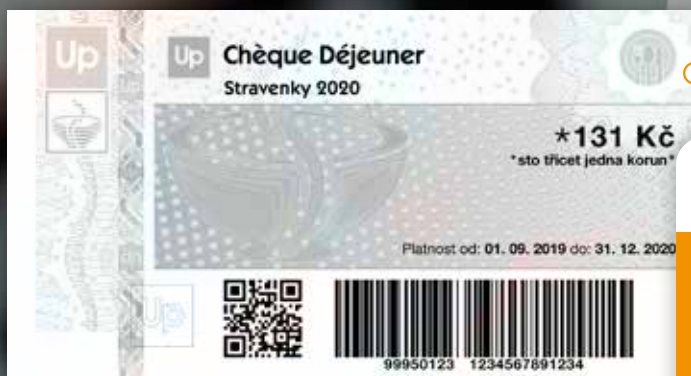 Up
Up Chèque Déjeuner
Stravenky 2020
*131 Kč
*sto třicet jedna korun*
Platnost od: 01. 09. 2019 do: 31. 12. 2020
Up
99950123 1234567891234